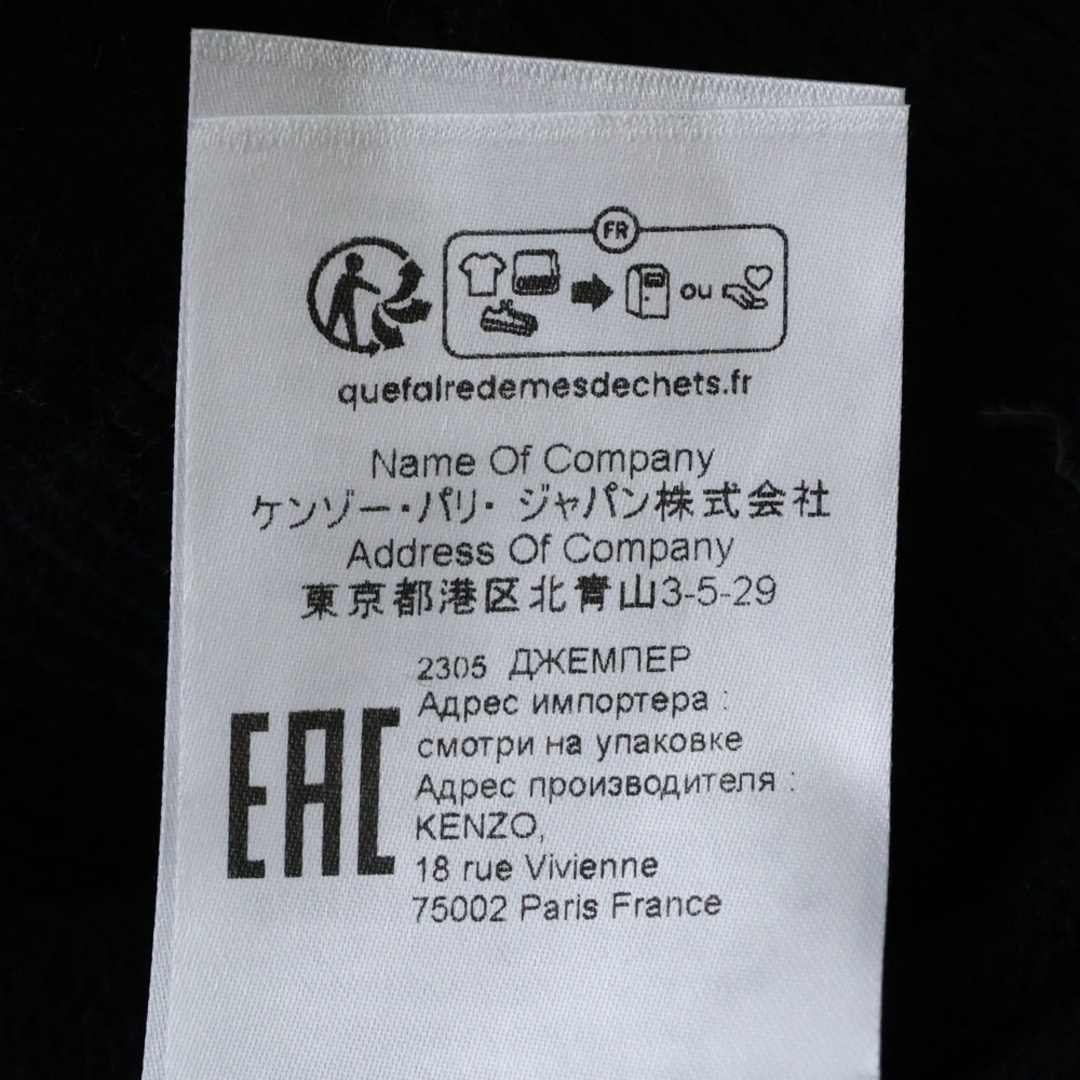 FR
ou
quefairedemesdechets.fr
Name Of Company
ケンゾー・パリ・ ジャパン株式会社
Address Of Company
東京都港区北青山3-5-29
2305 ДЖЕМПЕР
Адрес импортера :
смотри на упаковке
Адрес производителя :
KENZO,
18 rue Vivienne
75002 Paris France
EAC